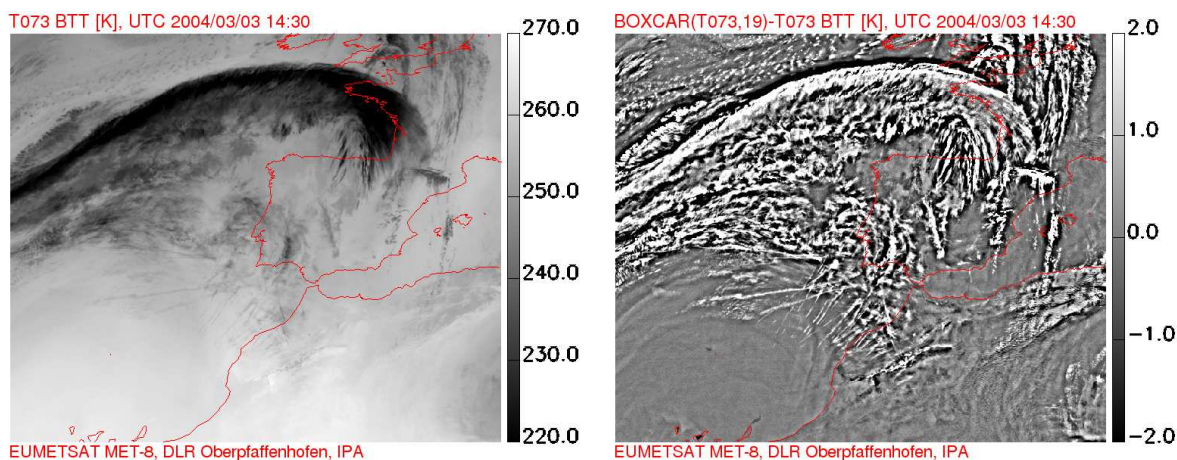 T073 BTT [K], UTC 2004/03/03 14:30
270.0
260.0
250.0
240.0
230.0
220.0
EUMETSAT MET-8, DLR Oberpfaffenhofen, IPA
BOXCAR(T073,19)-T073 BTT [K], UTC 2004/03/03 14:30
2.0
1.0
0.0
−1.0
−2.0
EUMETSAT MET-8, DLR Oberpfaffenhofen, IPA